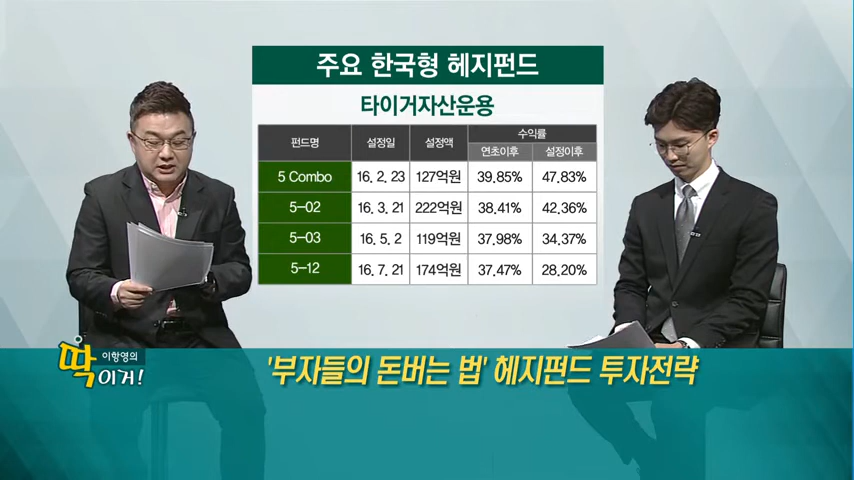 주요 한국형 헤지펀드
타이거자산운용
펀드명 설정일 설정액 수익률
연초이후 설정이후
5 Combo 16. 2. 23 127억원 39.85% 47.83%
5-02 16. 3. 21 222억원 38.41% 42.36%
5-03 16. 5. 2 119억원 37.98% 34.37%
5-12 16. 7. 21 174억원 37.47% 28.20%
이항영의
딱 이거!
'부자들의 돈버는 법' 헤지펀드 투자전략